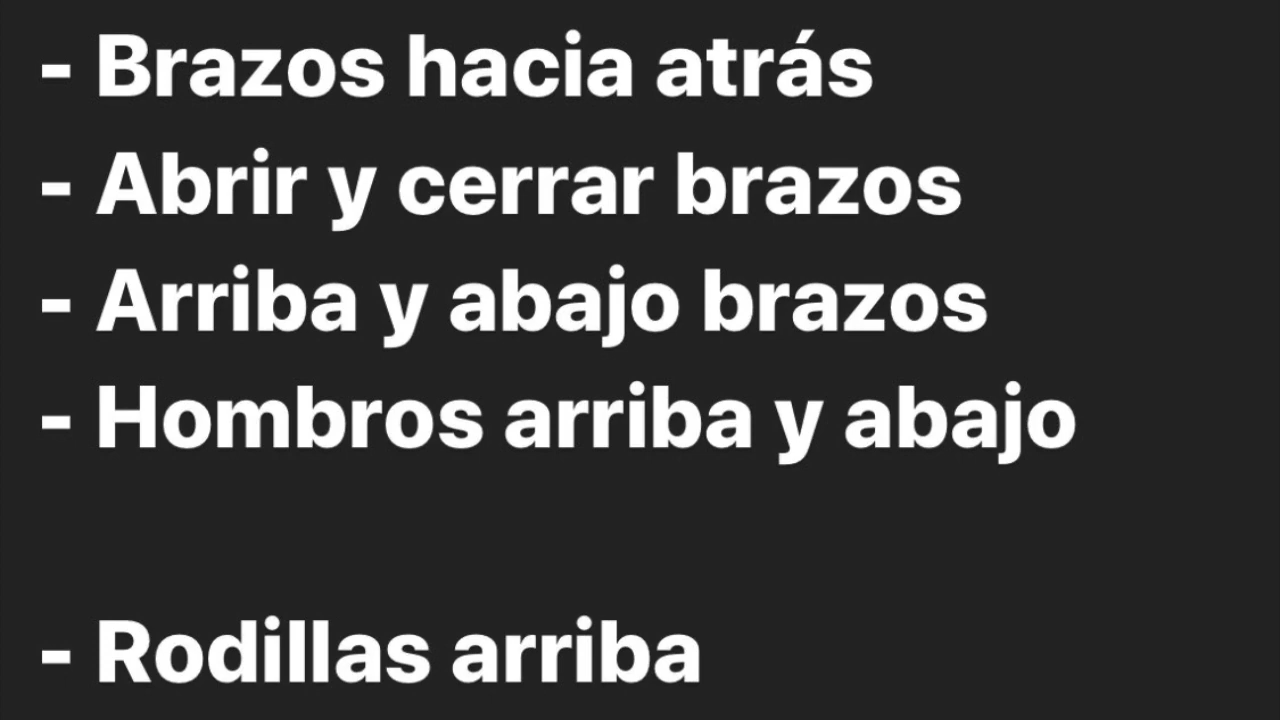 - Brazos hacia atrás
- Abrir y cerrar brazos
- Arriba y abajo brazos
- Hombros arriba y abajo
- Rodillas arriba